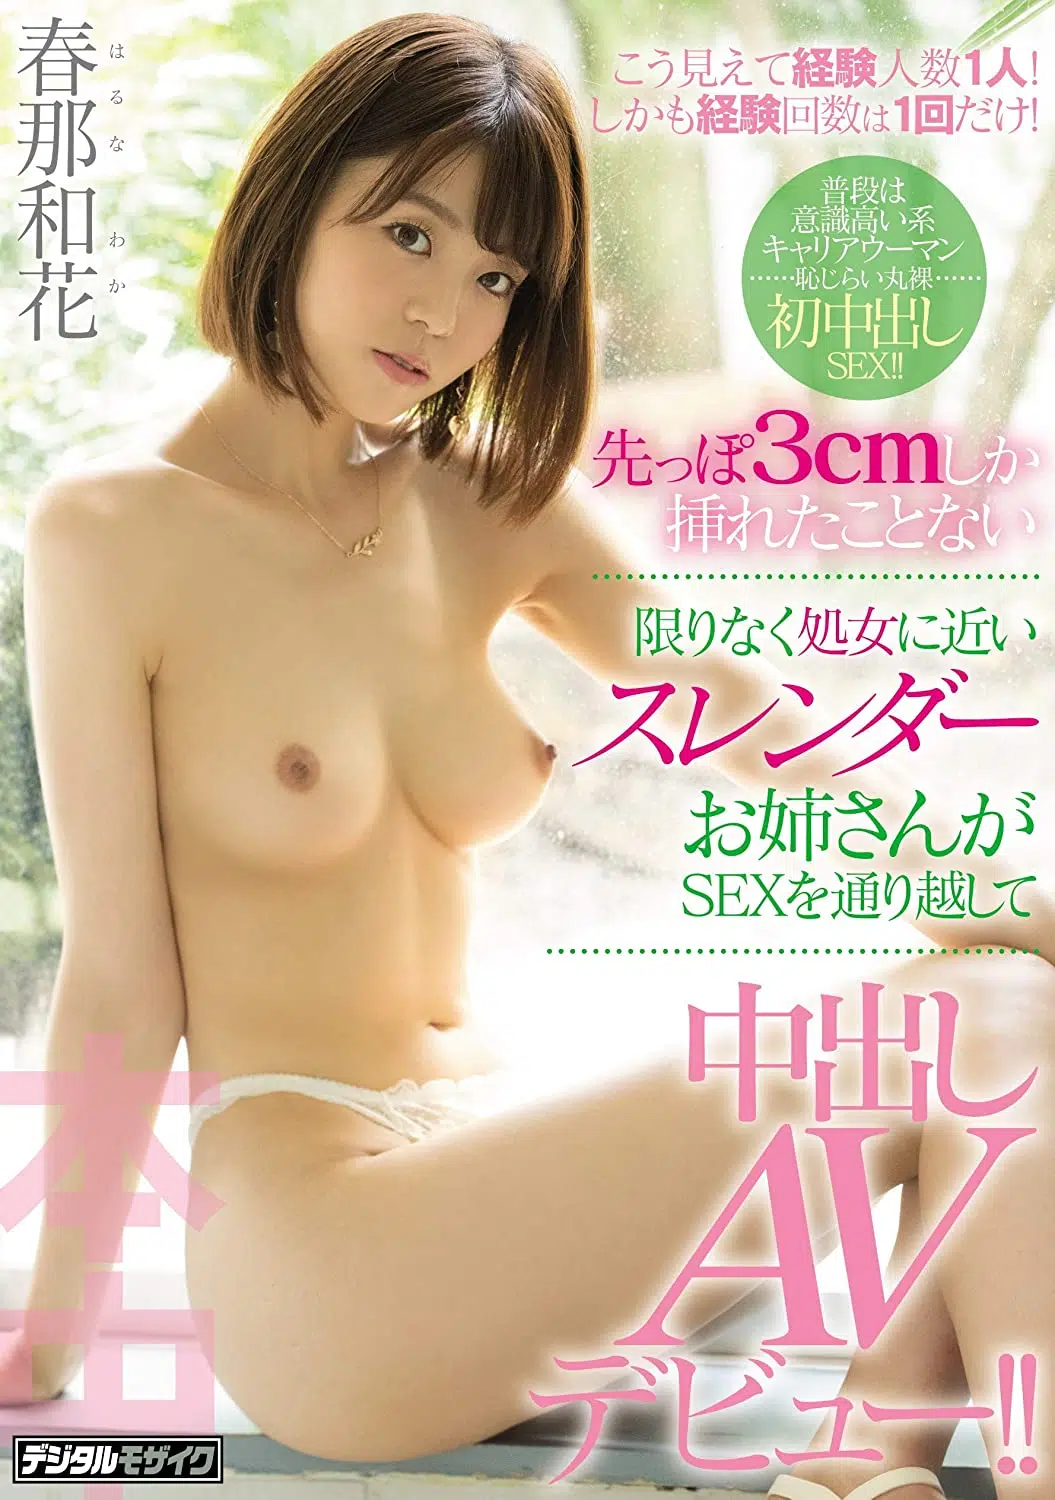 春那和花
はるな
わか
こう見えて経験人数1人!
しかも経験回数は1回だけ!
普段は
意識高い系
キャリアウーマン
……恥じらい丸裸……
初中出し
SEX!!
先っぽ3cmしか
挿れたことない
限りなく処女に近い
スレンダー
お姉さんが
SEXを通り越して
中出し
AV
デビュー!!
本中
デジタルモザイク